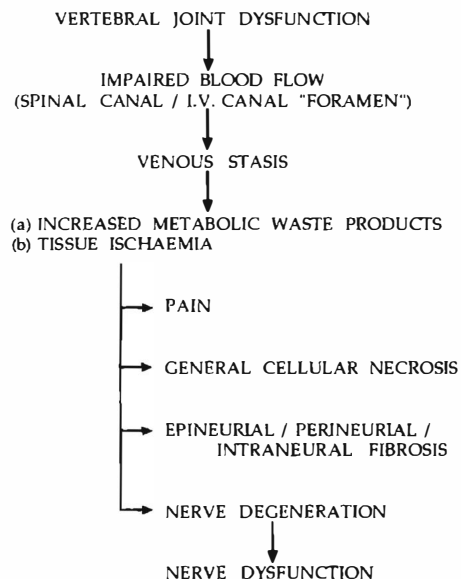 VERTEBRAL JOINT DYSFUNCTION
IMPAIRED BLOOD FLOW
(SPINAL CANAL / I.V. CANAL "FORAMEN")
VENOUS STASIS
(a) INCREASED METABOLIC WASTE PRODUCTS
(b) TISSUE ISCHAEMIA
PAIN
GENERAL CELLULAR NECROSIS
EPINEURIAL / PERINEURIAL /
INTRANEURAL FIBROSIS
NERVE DEGENERATION
NERVE DYSFUNCTION